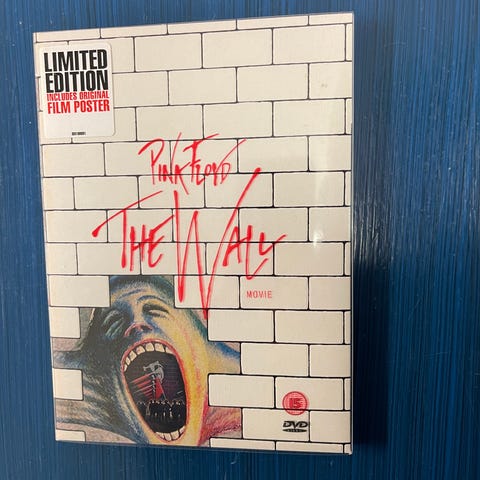 LIMITED
EDITION
INCLUDES ORIGINAL
FILM POSTER
PINK FLOYD
THE WALL
MOVIE
15
DVD